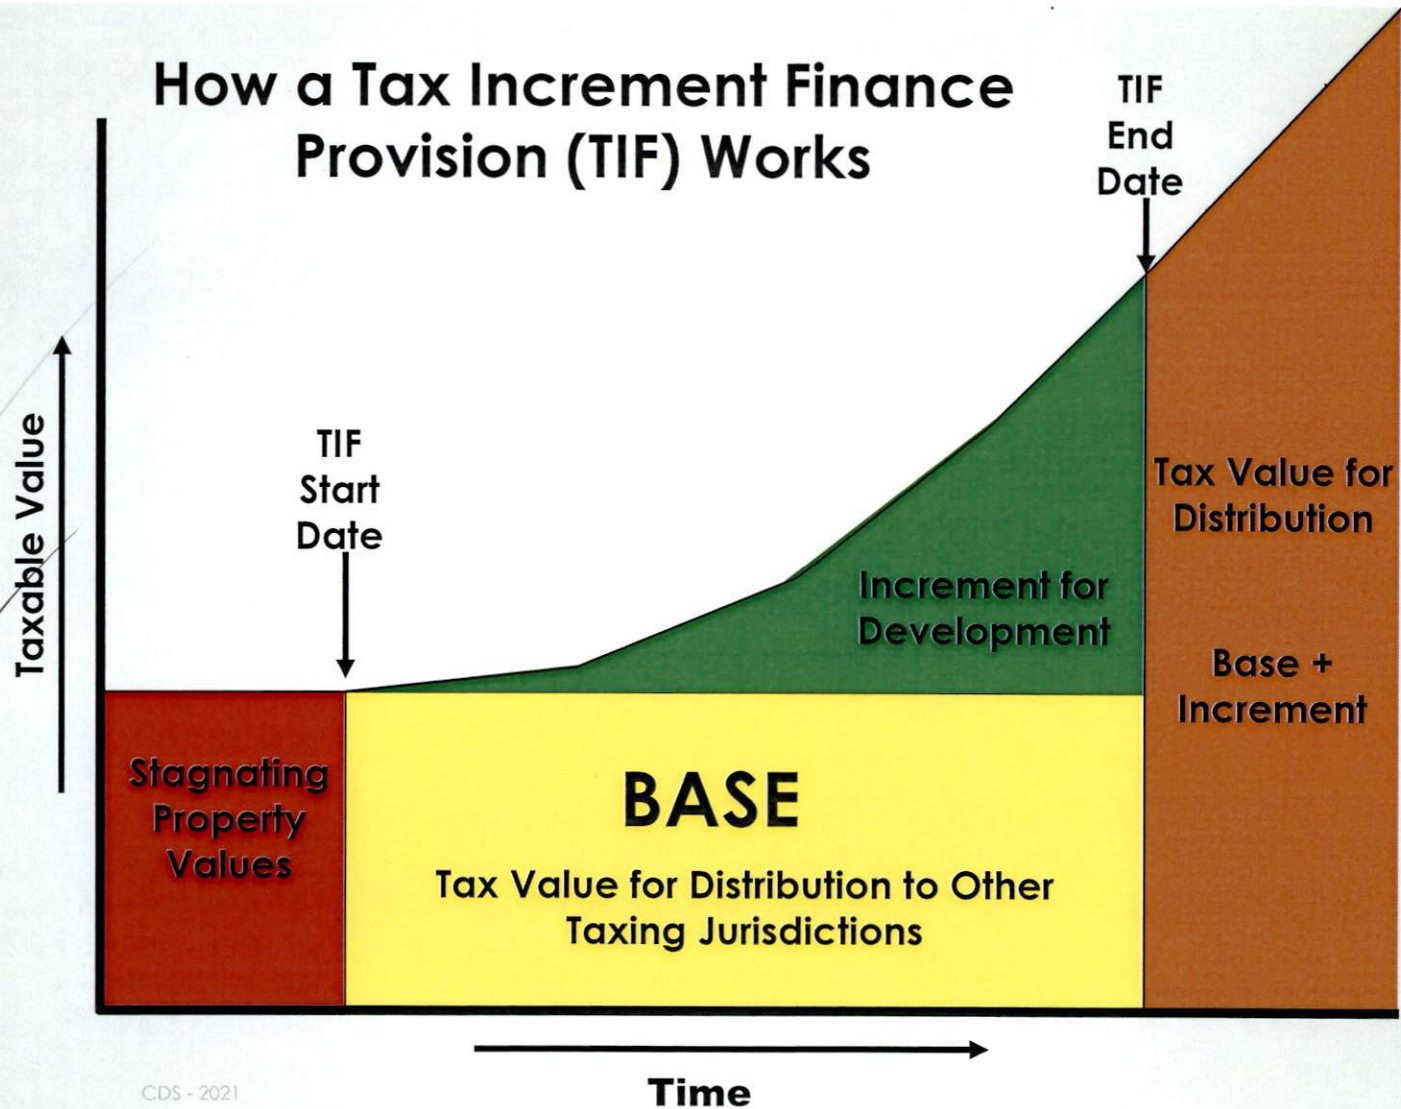 How a Tax Increment Finance
Provision (TIF) Works
TIF
End
Date
TIF
Start
Date
Taxable Value
Increment for
Development
Tax Value for
Distribution
Base +
Increment
Stagnating
Property
Values
BASE
Tax Value for Distribution to Other
Taxing Jurisdictions
Time
CDS - 2021